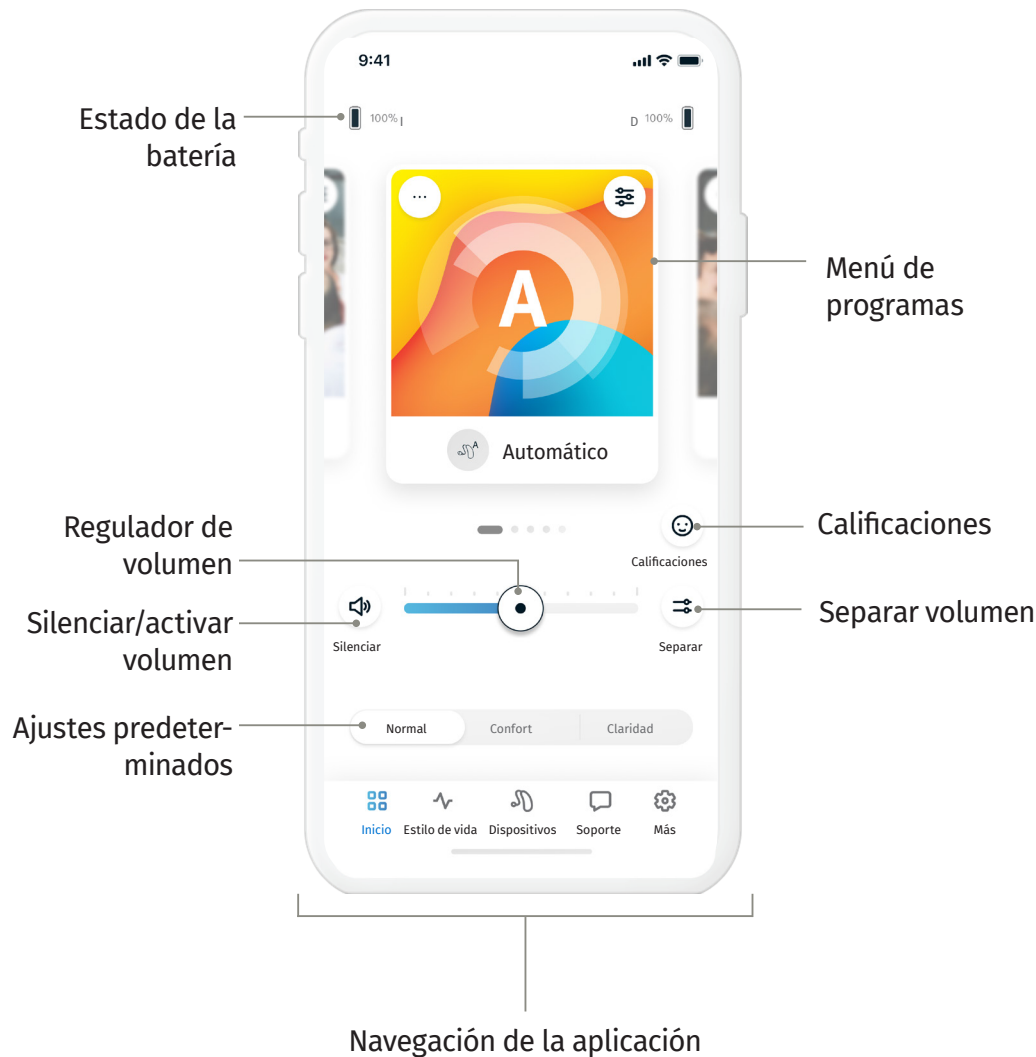 9:41
Estado de la
batería
100% I
D 100%
...
A
Menú de
programas
A
Automático
Regulador de
volumen
Calificaciones
Calificaciones
Silenciar/activar
volumen
Silenciar
Separar
Separar volumen
Ajustes predeter-
minados
Normal
Confort
Claridad
Inicio
Estilo de vida
Dispositivos
Soporte
Más
Navegación de la aplicación